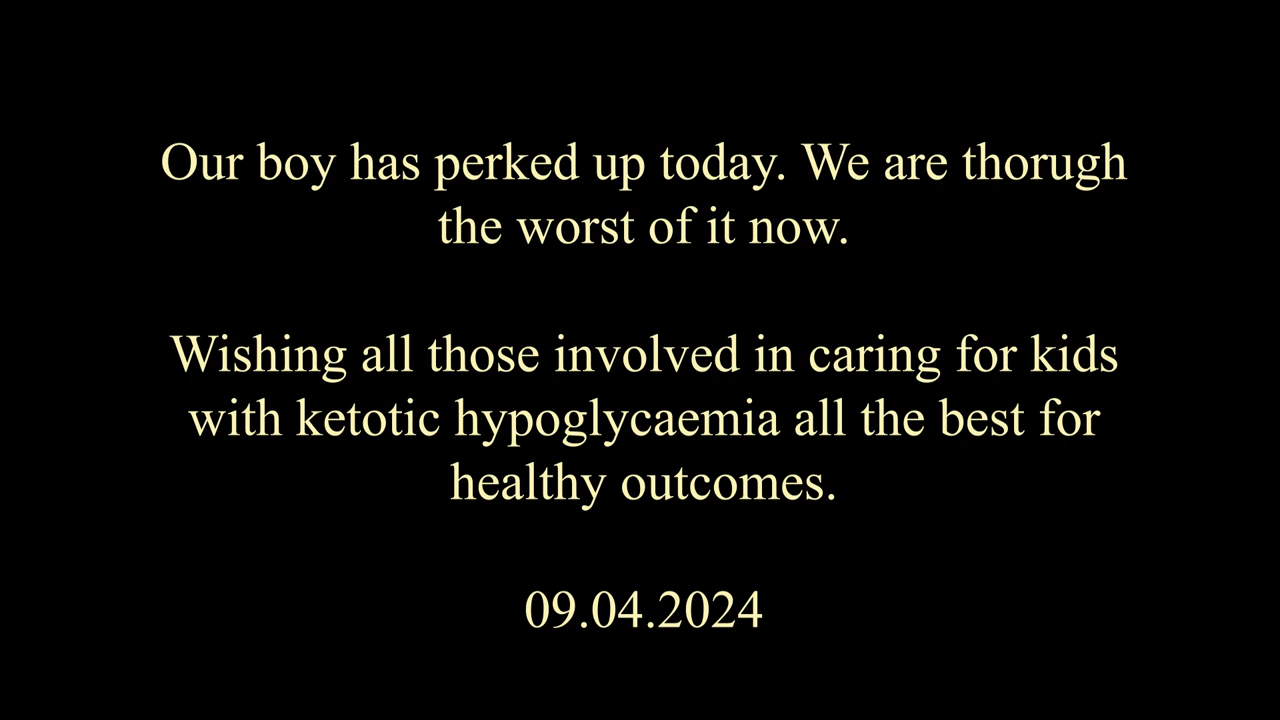 Our boy has perked up today. We are thorugh
the worst of it now.
Wishing all those involved in caring for kids
with ketotic hypoglycaemia all the best for
healthy outcomes.
09.04.2024